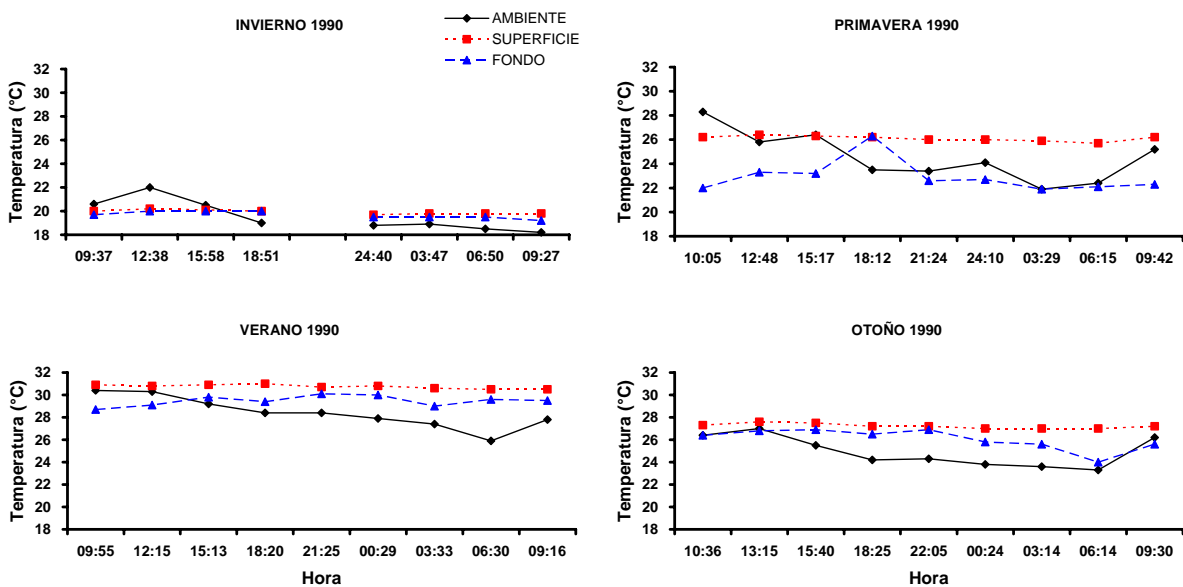 INVIERNO 1990
AMBIENTE
SUPERFICIE
FONDO
Temperatura (°C)
32
30
28
26
24
22
20
18
09:37 12:38 15:58 18:51 24:40 03:47 06:50 09:27
PRIMAVERA 1990
Temperatura (°C)
32
30
28
26
24
22
20
18
10:05 12:48 15:17 18:12 21:24 24:10 03:29 06:15 09:42
VERANO 1990
Temperatura (°C)
32
30
28
26
24
22
20
18
09:55 12:15 15:13 18:20 21:25 00:29 03:33 06:30 09:16
Hora
OTOÑO 1990
Temperatura (°C)
32
30
28
26
24
22
20
18
10:36 13:15 15:40 18:25 22:05 00:24 03:14 06:14 09:30
Hora